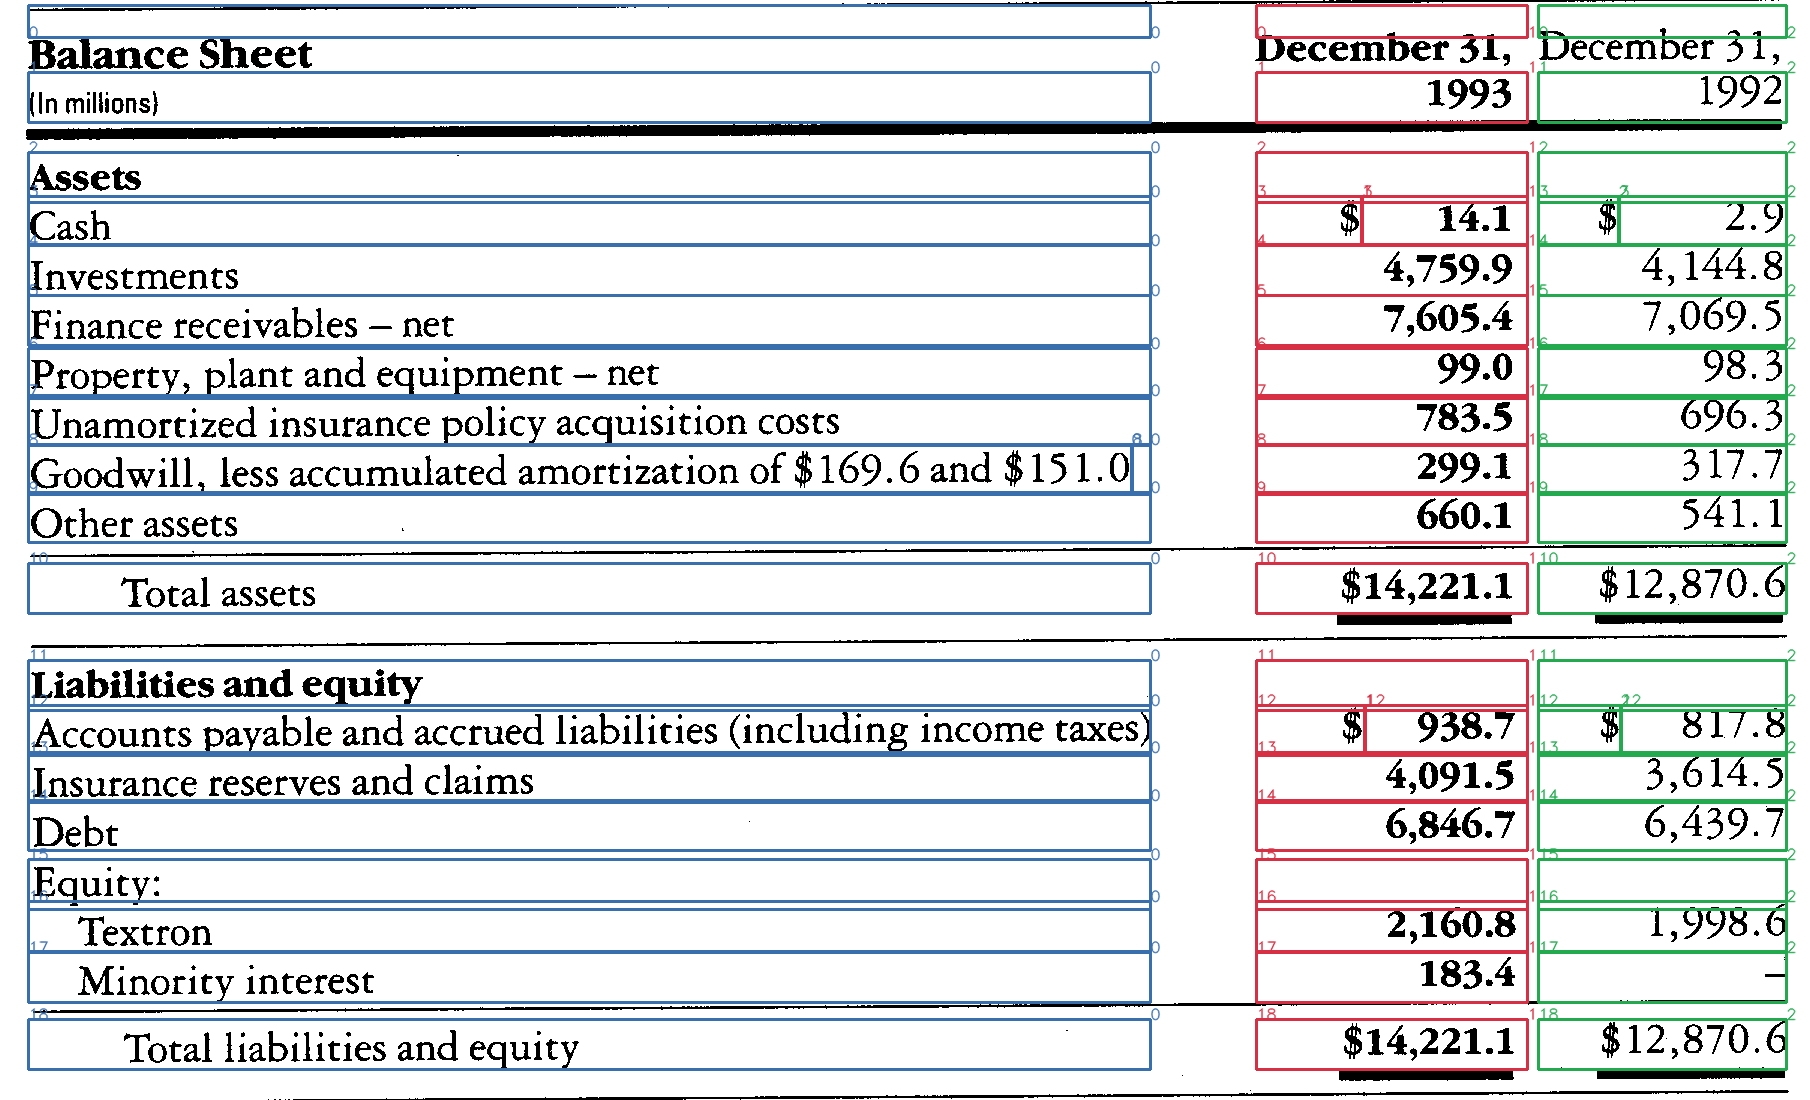 Balance Sheet December 31, December 31,
(In millions) 1993 1992
Assets
Cash $ 14.1 $ 2.9
Investments 4,759.9 4,144.8
Finance receivables – net 7,605.4 7,069.5
Property, plant and equipment – net 99.0 98.3
Unamortized insurance policy acquisition costs 783.5 696.3
Goodwill, less accumulated amortization of $169.6 and $151.0 299.1 317.7
Other assets 660.1 541.1
Total assets $14,221.1 $12,870.6
Liabilities and equity
Accounts payable and accrued liabilities (including income taxes) $ 938.7 $ 817.8
Insurance reserves and claims 4,091.5 3,614.5
Debt 6,846.7 6,439.7
Equity:
Textron 2,160.8 1,998.6
Minority interest 183.4 –
Total liabilities and equity $14,221.1 $12,870.6